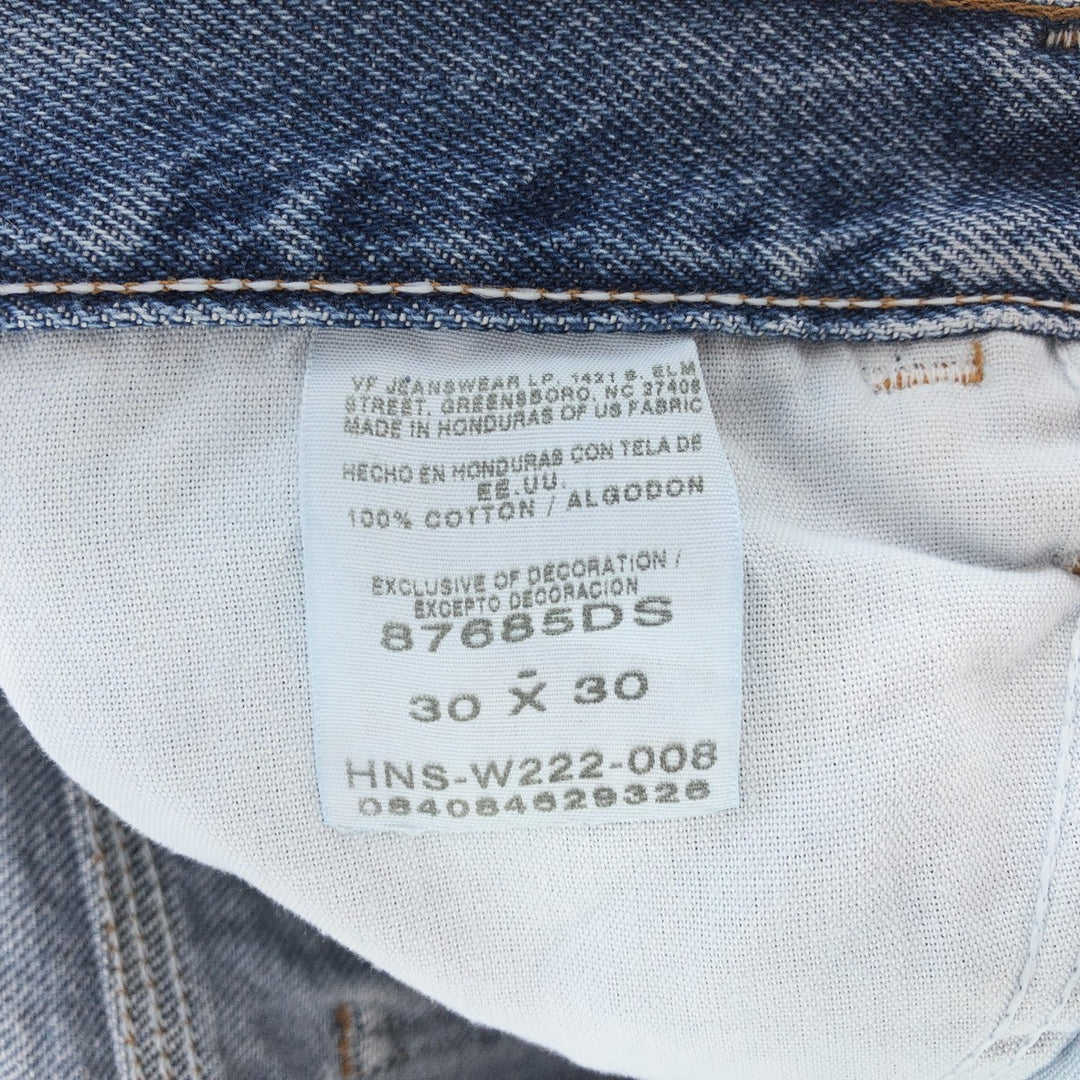 VF JEANSWEAR LP, 1421 S. ELM
STREET, GREENSBORO, NC 27406
MADE IN HONDURAS OF US FABRIC
HECHO EN HONDURAS CON TELA DE
EE.UU.
100% COTTON / ALGODON
EXCLUSIVE OF DECORATION /
EXCEPTO DECORACION
87685DS
30 X 30
HNS-W222-008
084084629326